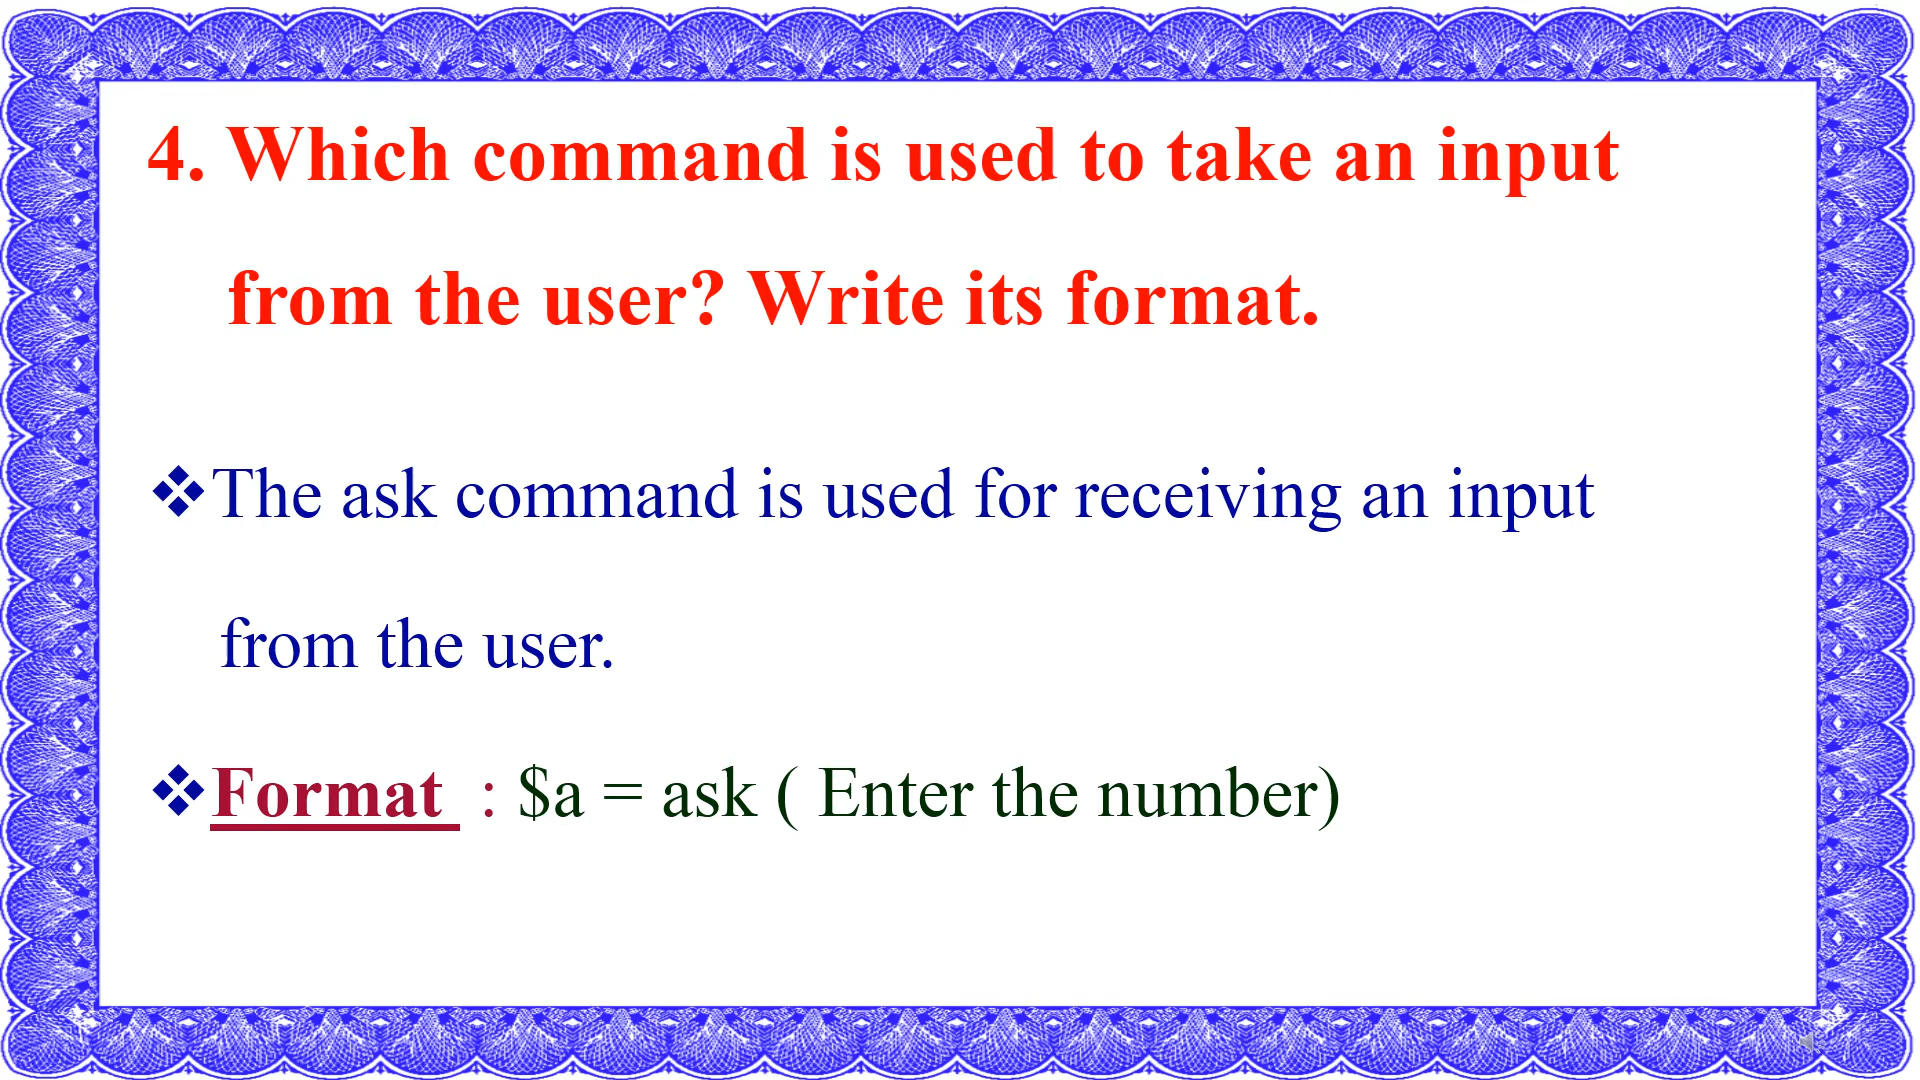 4. Which command is used to take an input
from the user? Write its format.
❖The ask command is used for receiving an input
from the user.
❖Format : $a = ask ( Enter the number)